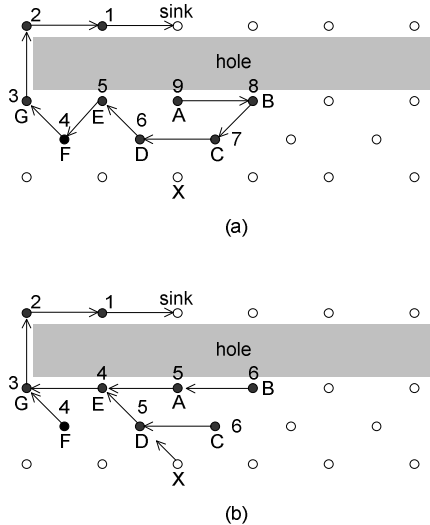 2 1 sink
hole
3 5 9 8
G 4 E 6 A B
F D C 7
X
(a)
2 1 sink
hole
3 4 5 6
G 4 E 5 A B
F D C 6
X
(b)